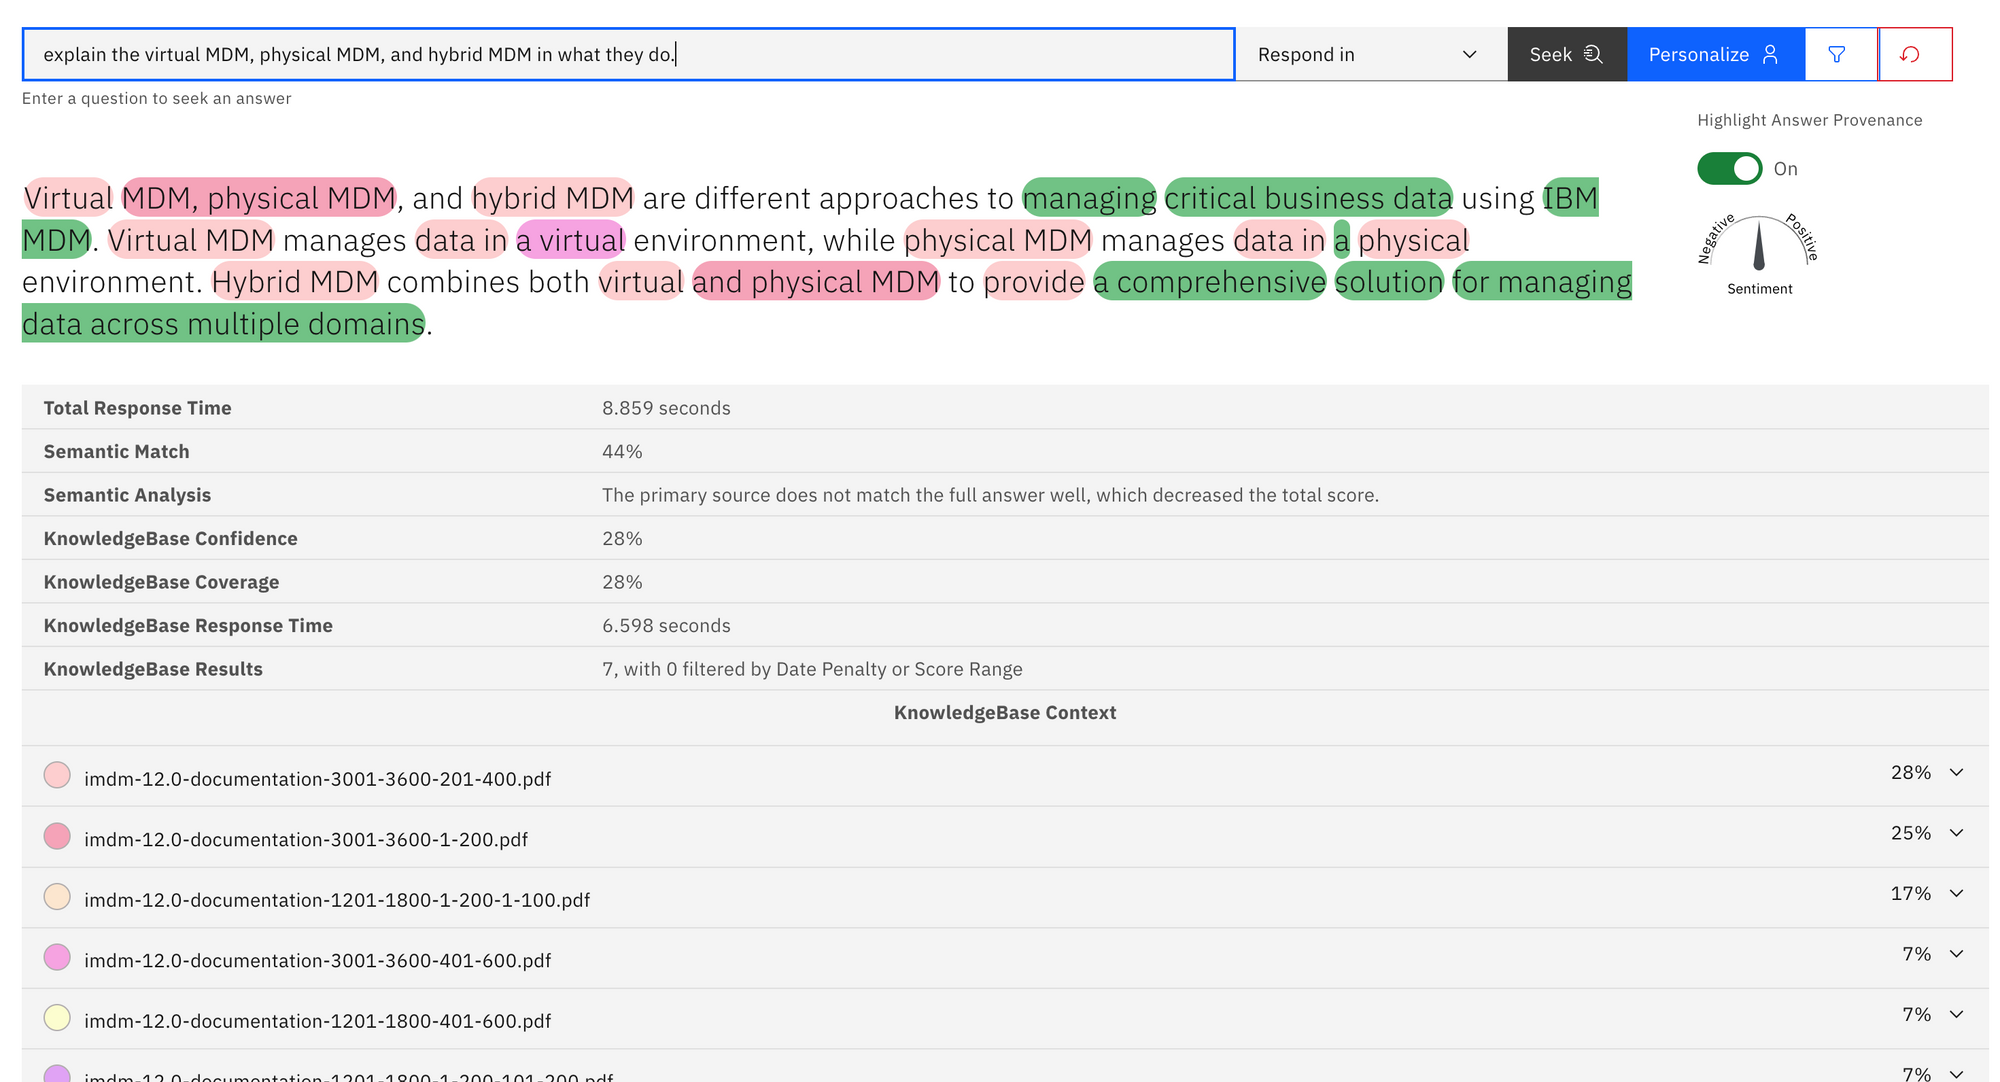 explain the virtual MDM, physical MDM, and hybrid MDM in what they do.
Respond in
Seek
Personalize
Enter a question to seek an answer
Highlight Answer Provenance
On
Virtual MDM, physical MDM, and hybrid MDM are different approaches to managing critical business data using IBM
MDM. Virtual MDM manages data in a virtual environment, while physical MDM manages data in a physical
environment. Hybrid MDM combines both virtual and physical MDM to provide a comprehensive solution for managing
data across multiple domains.
Negative
Positive
Sentiment
Total Response Time 8.859 seconds
Semantic Match 44%
Semantic Analysis The primary source does not match the full answer well, which decreased the total score.
KnowledgeBase Confidence 28%
KnowledgeBase Coverage 28%
KnowledgeBase Response Time 6.598 seconds
KnowledgeBase Results 7, with 0 filtered by Date Penalty or Score Range
KnowledgeBase Context
imdm-12.0-documentation-3001-3600-201-400.pdf 28%
imdm-12.0-documentation-3001-3600-1-200.pdf 25%
imdm-12.0-documentation-1201-1800-1-200-1-100.pdf 17%
imdm-12.0-documentation-3001-3600-401-600.pdf 7%
imdm-12.0-documentation-1201-1800-401-600.pdf 7%
imdm-12.0-documentation-1201-1800-1-200-101-200.pdf 7%